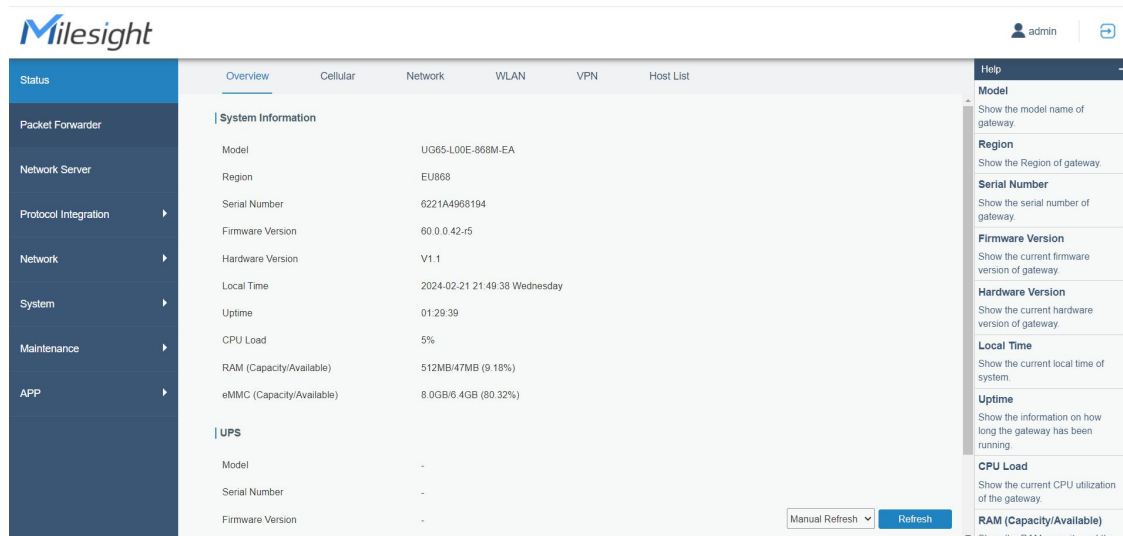 Milesight
admin
Status
Packet Forwarder
Network Server
Protocol Integration
Network
System
Maintenance
APP
Overview Cellular Network WLAN VPN Host List
System Information
Model UG65-L00E-868M-EA
Region EU868
Serial Number 6221A4968194
Firmware Version 60.0.0.42-r5
Hardware Version V1.1
Local Time 2024-02-21 21:49:38 Wednesday
Uptime 01:29:39
CPU Load 5%
RAM (Capacity/Available) 512MB/47MB (9.18%)
eMMC (Capacity/Available) 8.0GB/6.4GB (80.32%)
UPS
Model -
Serial Number -
Firmware Version -
Manual Refresh Refresh
Help
Model
Show the model name of
gateway.
Region
Show the Region of gateway.
Serial Number
Show the serial number of
gateway.
Firmware Version
Show the current firmware
version of gateway.
Hardware Version
Show the current hardware
version of gateway.
Local Time
Show the current local time of
system.
Uptime
Show the information on how
long the gateway has been
running.
CPU Load
Show the current CPU utilization
of the gateway.
RAM (Capacity/Available)